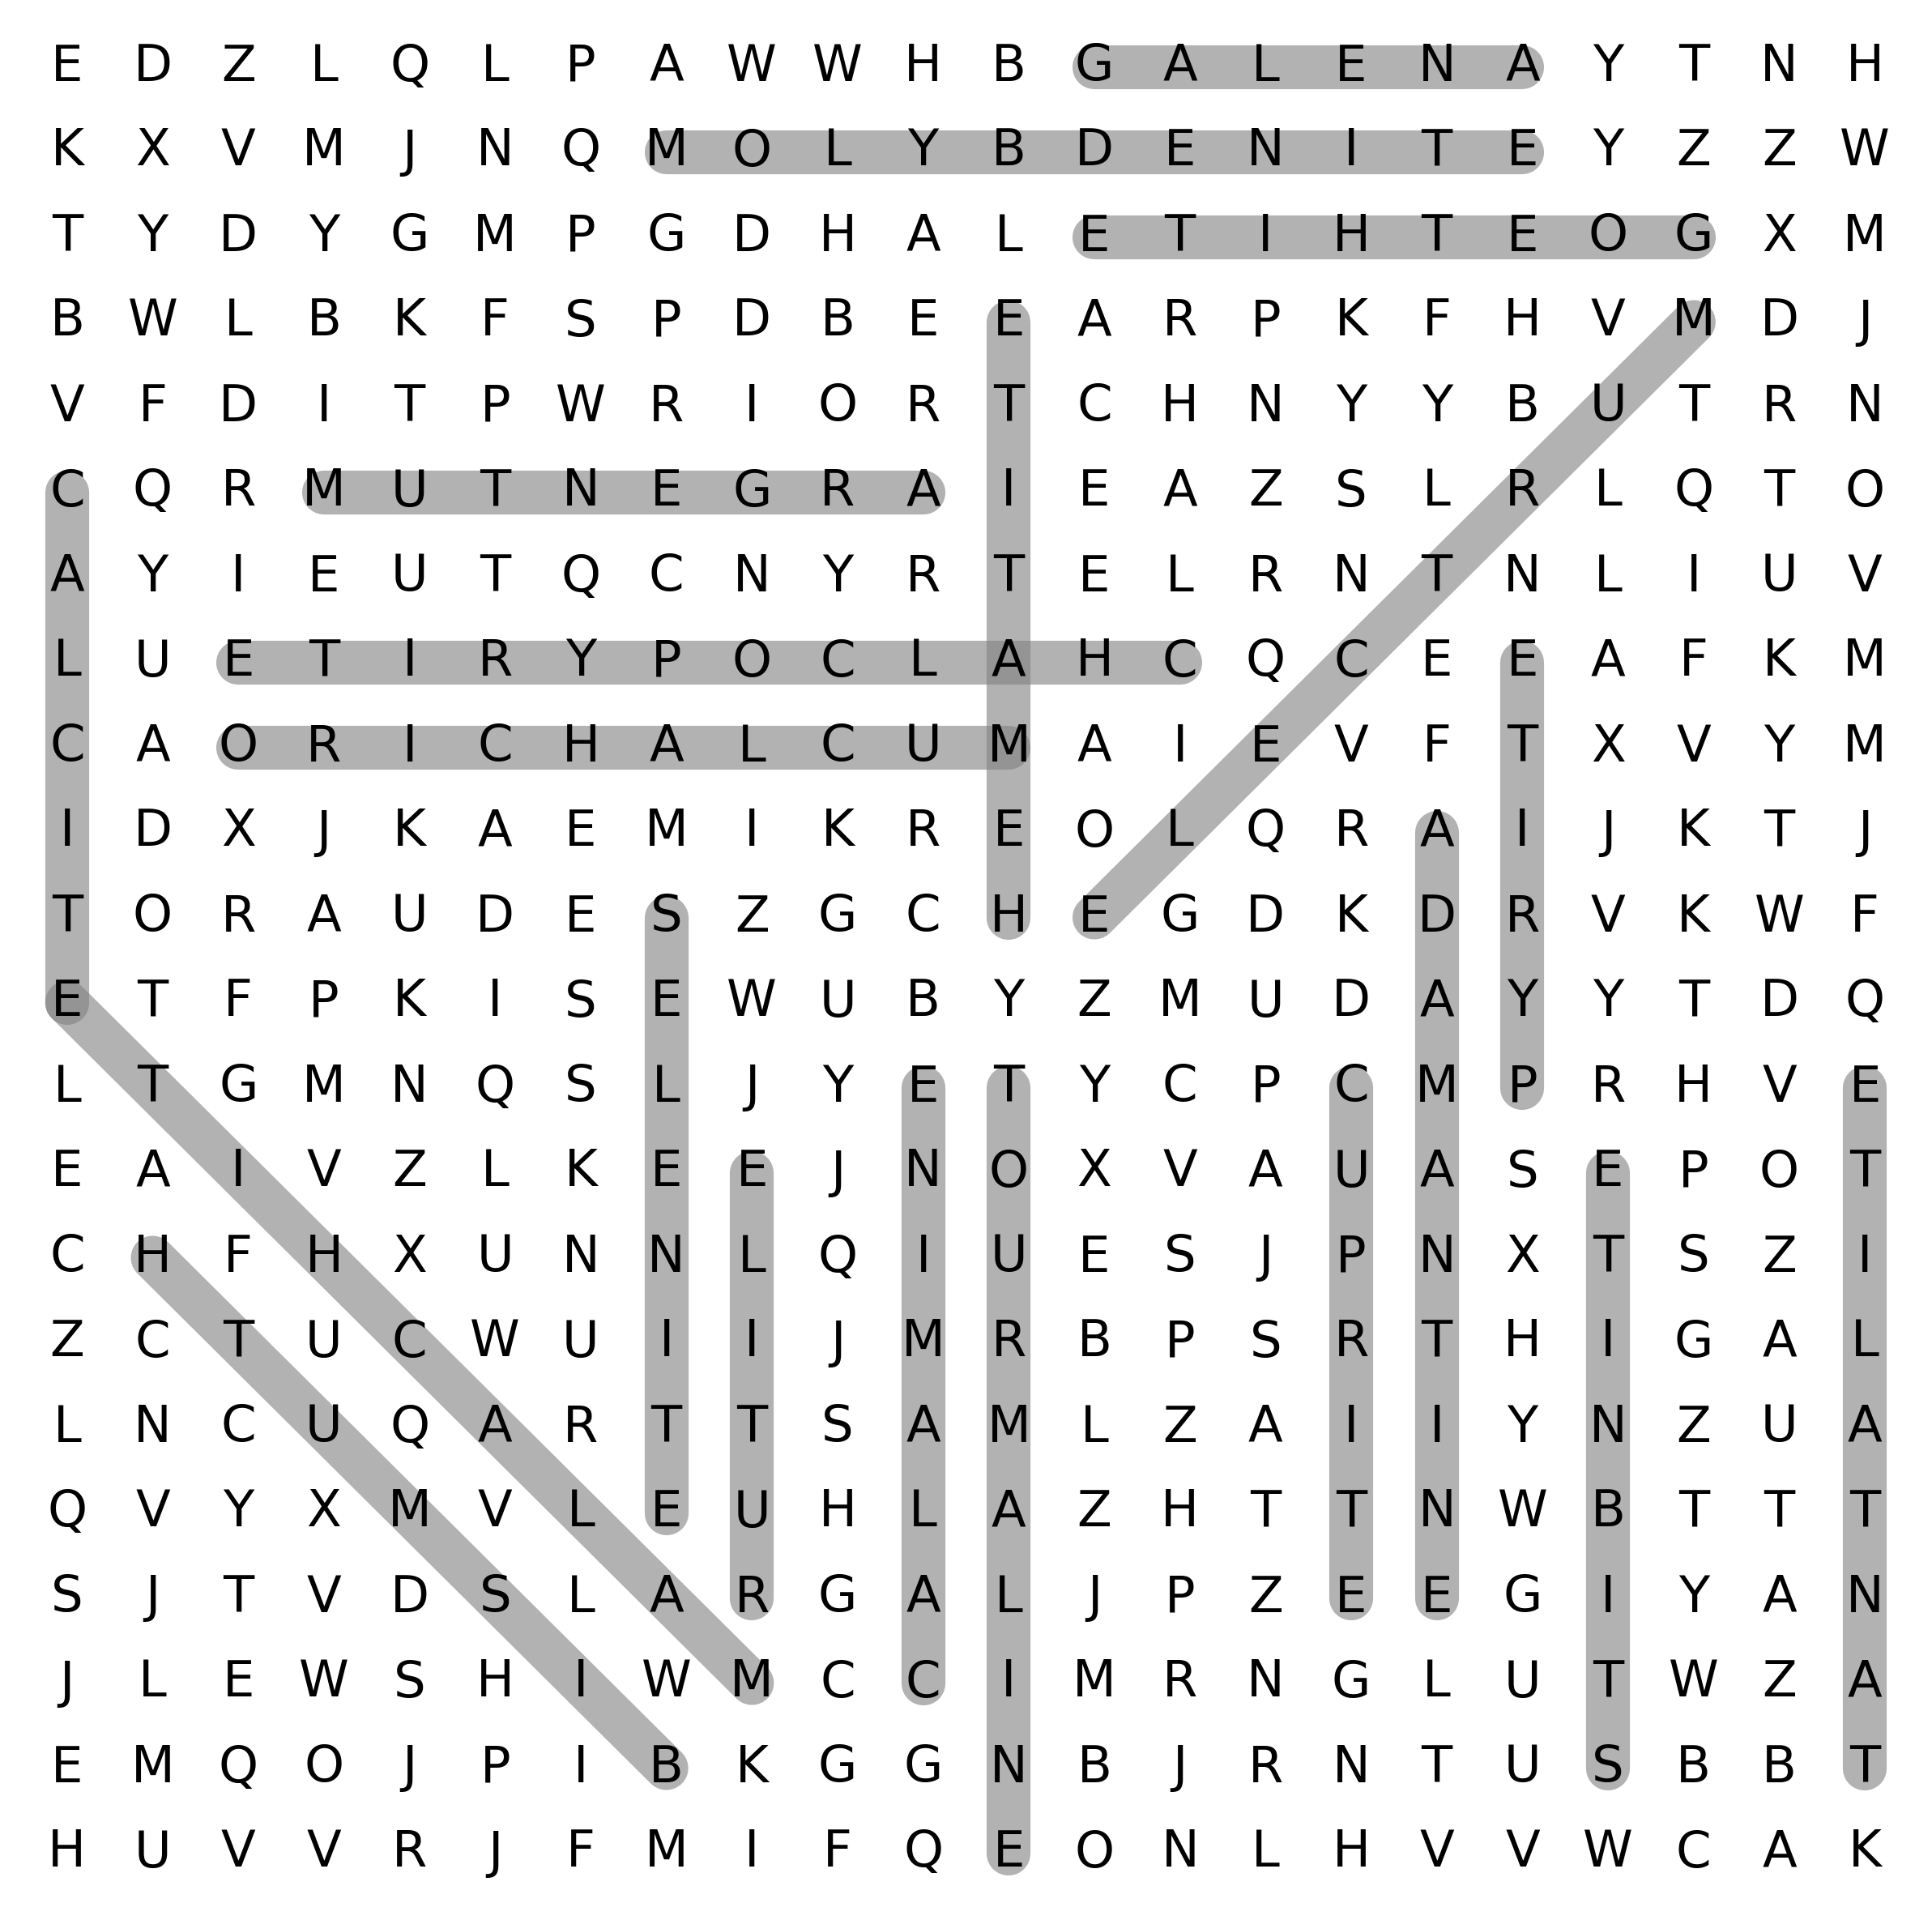 E D Z L Q L P A W W H B G A L E N A Y T N H
K X V M J N Q M O L Y B D E N I T E Y Z Z W
T Y D Y G M P G D H A L E T I H T E O G X M
B W L B K F S P D B E E A R P K F H V M D J
V F D I T P W R I O R T C H N Y Y B U T R N
C Q R M U T N E G R A I E A Z S L R L Q T O
A Y I E U T Q C N Y R T E L R N T N L I U V
L U E T I R Y P O C L A H C Q C E E A F K M
C A O R I C H A L C U M A I E V F T X V Y M
I D X J K A E M I K R E O L Q R A I J K T J
T O R A U D E S Z G C H E G D K D R V K W F
E T F P K I S E W U B Y Z M U D A Y Y T D Q
L T G M N Q S L J Y E T Y C P C M P R H V E
E A I V Z L K E E J N O X V A U A S E P O T
C H F H X U N N L Q I U E S J P N X T S Z I
Z C T U C W U I I J M R B P S R T H I G A L
L N C U Q A R T T S A M L Z A I I Y N Z U A
Q V Y X M V L E U H L A Z H T T N W B T T T
S J T V D S L A R G A L J P Z E E G I Y A N
J L E W S H I W M C C I M R N G L U T W Z A
E M Q O J P I B K G G N B J R N T U S B B T
H U V V R J F M I F Q E O N L H V V W C A K